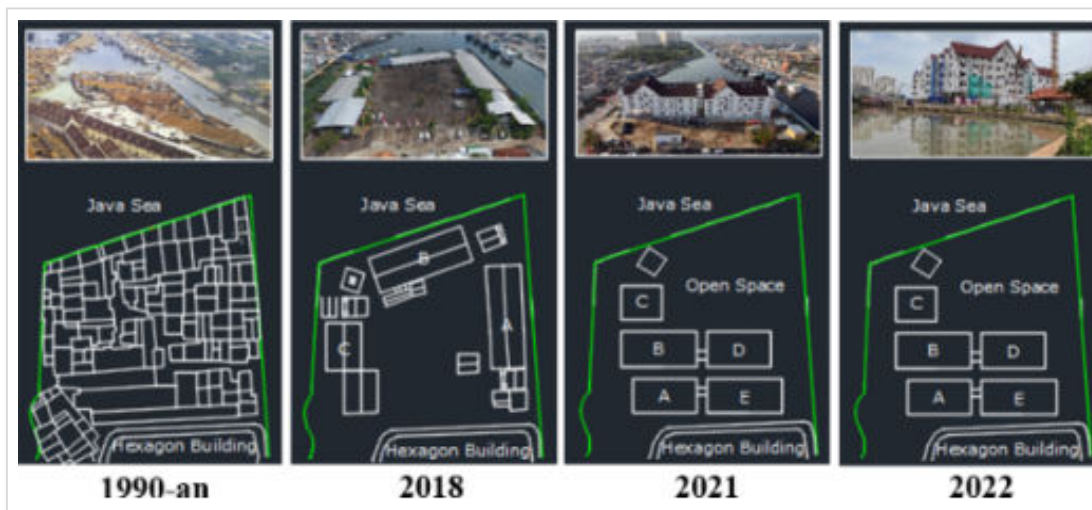 Java Sea
Hexagon Building
1990-an
Java Sea
B
A
C
Hexagon Building
2018
Java Sea
Open Space
C
B
D
A
E
Hexagon Building
2021
Java Sea
Open Space
C
B
D
A
E
Hexagon Building
2022